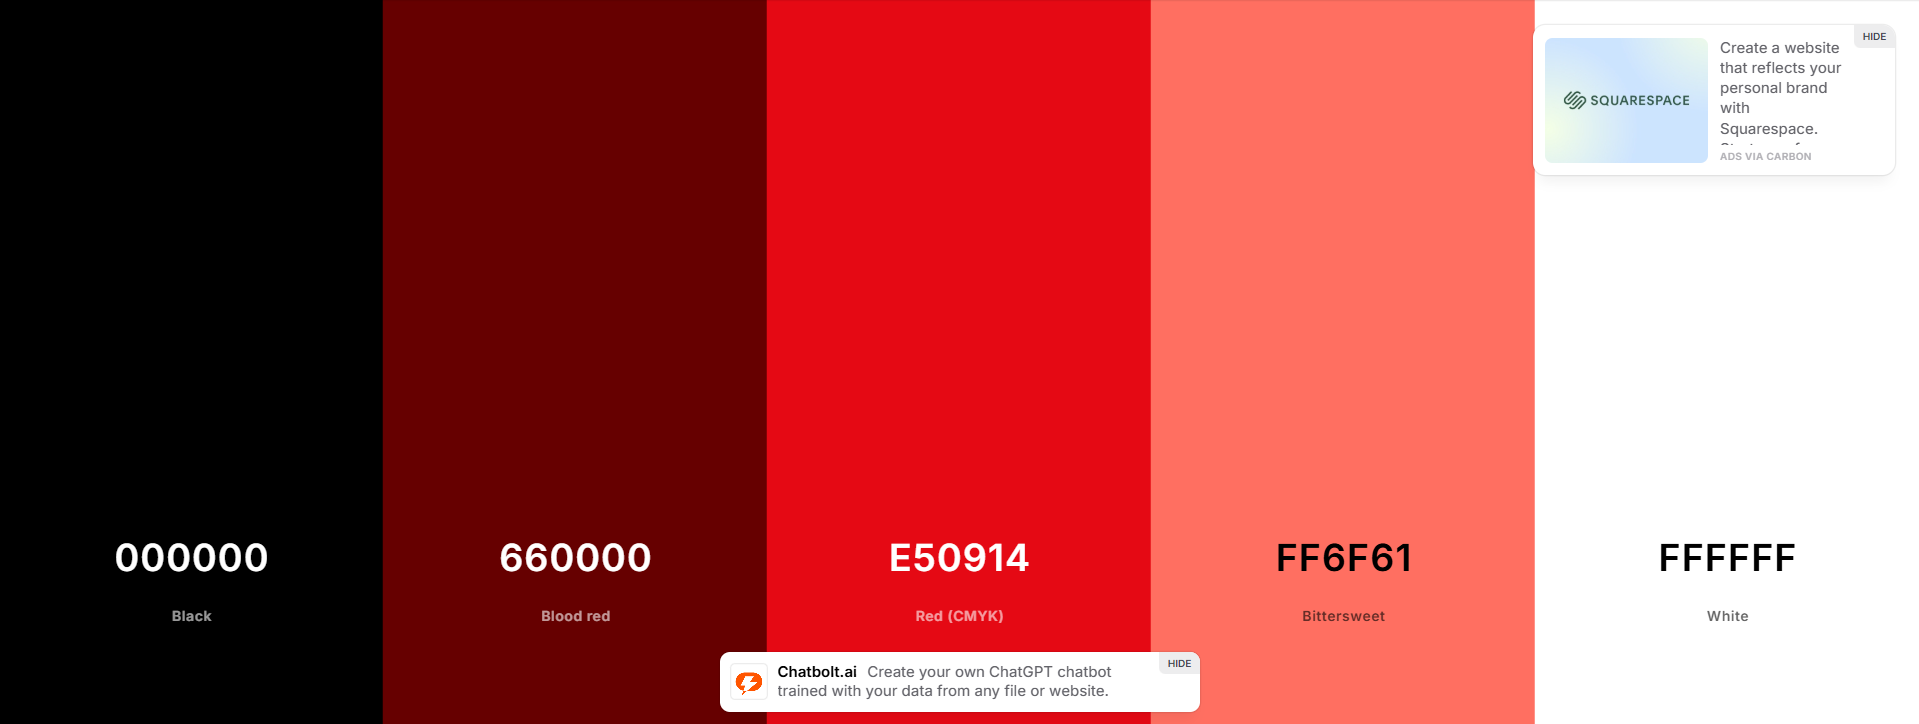 HIDE
Create a website
that reflects your
personal brand
with
Squarespace.
SQUARESPACE
ADS VIA CARBON
000000
660000
E50914
FF6F61
FFFFFF
Black
Blood red
Red (CMYK)
Bittersweet
White
HIDE
Chatbolt.ai Create your own ChatGPT chatbot
trained with your data from any file or website.